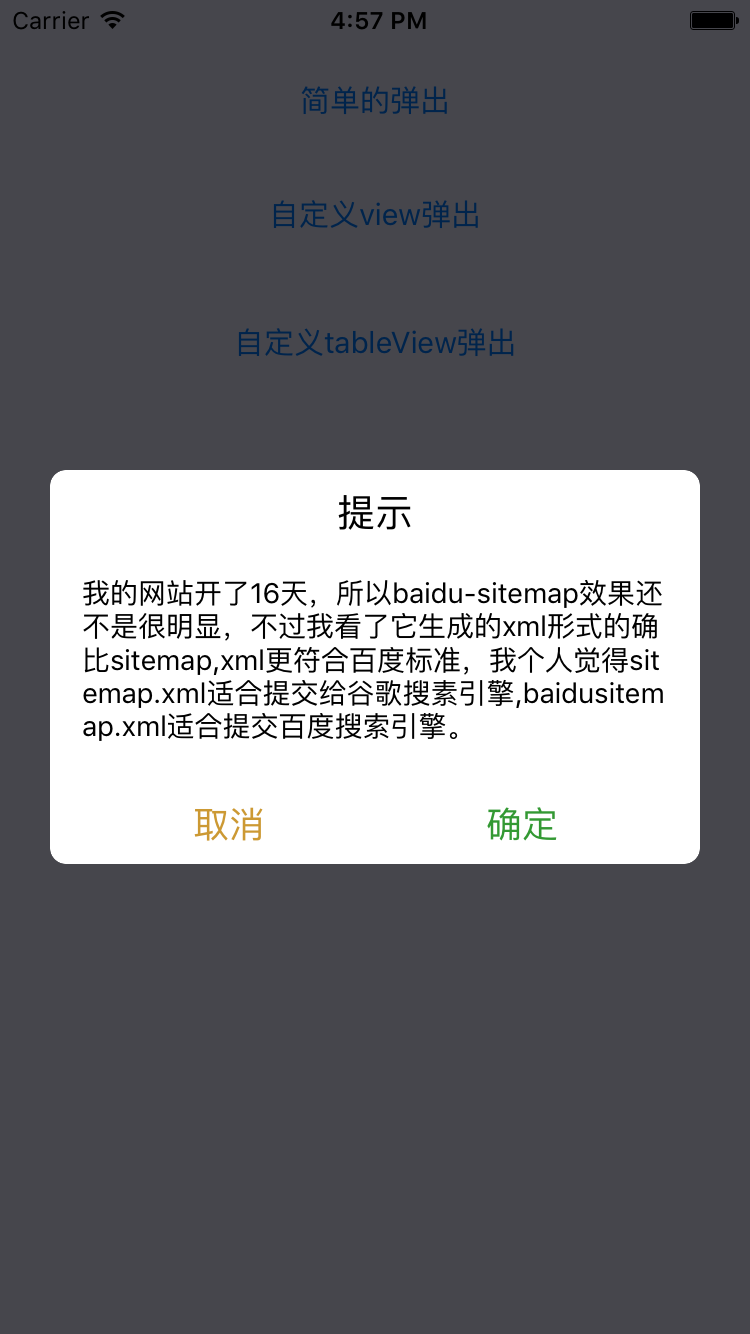 Carrier 4:57 PM
简单的弹出
自定义view弹出
自定义tableView弹出
提示
我的网站开了16天，所以baidu-sitemap效果还
不是很明显，不过我看了它生成的xml形式的确
比sitemap,xml更符合百度标准，我个人觉得sit
emap.xml适合提交给谷歌搜素引擎,baidusitem
ap.xml适合提交百度搜索引擎。
取消 确定